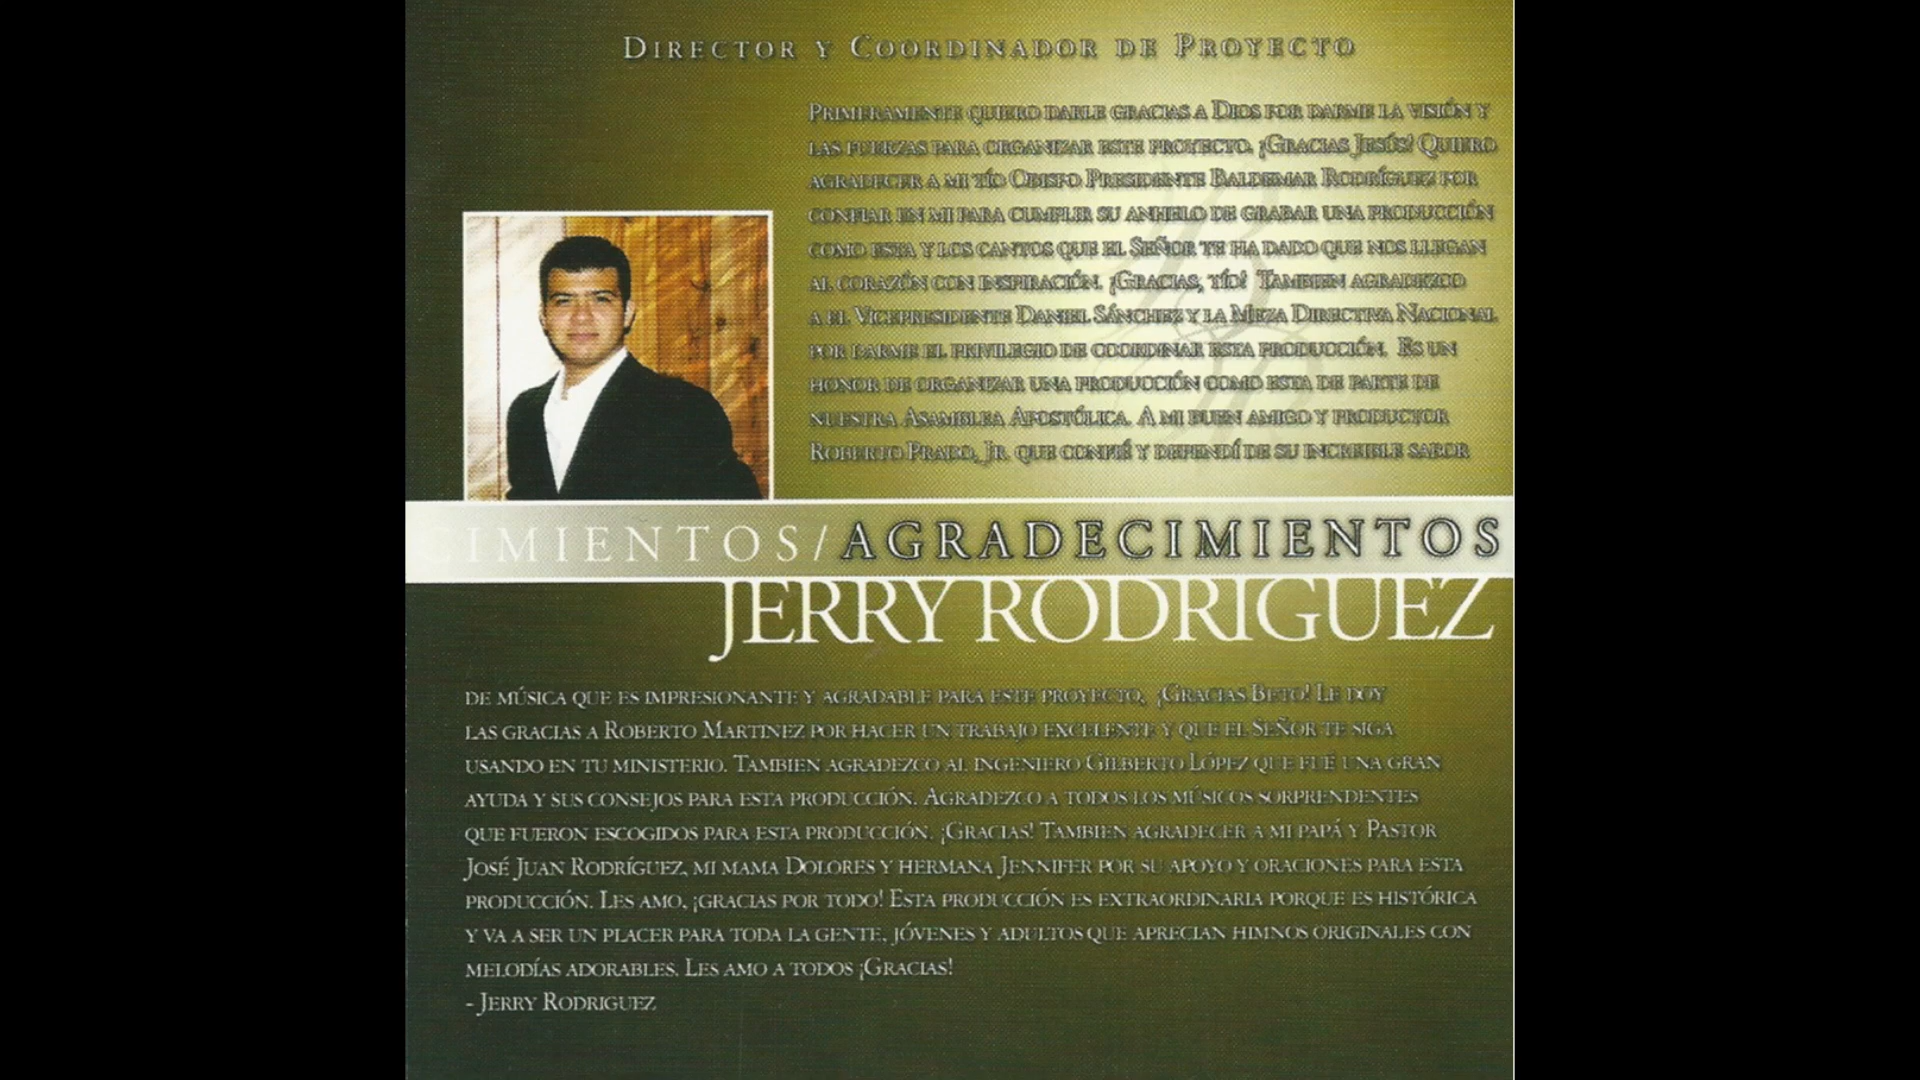 DIRECTOR Y COORDINADOR DE PROYECTO
PRIMERAMENTE QUIERO DARLE GRACIAS A DIOS POR DARME LA VISIÓN Y
LAS FUERZAS PARA ORGANIZAR ESTE PROYECTO. ¡GRACIAS JESÚS! QUIERO
AGRADECER A MI TÍO OBISPO PRESIDENTE BALDEMAR RODRÍGUEZ POR
CONFIAR EN MI PARA CUMPLIR SU ANHELO DE GRABAR UNA PRODUCCIÓN
COMO ESTA Y LOS CANTOS QUE EL SEÑOR TE HA DADO QUE NOS LLEGAN
AL CORAZÓN CON INSPIRACIÓN. ¡GRACIAS, TÍO! TAMBIEN AGRADEZCO
A EL VICEPRESIDENTE DANIEL SÁNCHEZ Y LA MEZA DIRECTIVA NACIONAL
POR DARME EL PRIVILEGIO DE COORDINAR ESTA PRODUCCIÓN. ES UN
HONOR DE ORGANIZAR UNA PRODUCCIÓN COMO ESTA DE PARTE DE
NUESTRA ASAMBLEA APOSTÓLICA. A MI BUEN AMIGO Y PRODUCTOR
ROBERTO PRADO, JR. QUE CONFIÉ Y DEPENDÍ DE SU INCREIBLE SABOR
CIMIENTOS/AGRADECIMIENTOS
JERRY RODRIGUEZ
DE MÚSICA QUE ES IMPRESIONANTE Y AGRADABLE PARA ESTE PROYECTO, ¡GRACIAS BETO! LE DOY
LAS GRACIAS A ROBERTO MARTINEZ POR HACER UN TRABAJO EXCELENTE Y QUE EL SEÑOR TE SIGA
USANDO EN TU MINISTERIO. TAMBIEN AGRADEZCO AL INGENIERO GILBERTO LÓPEZ QUE FUÉ UNA GRAN
AYUDA Y SUS CONSEJOS PARA ESTA PRODUCCIÓN. AGRADEZCO A TODOS LOS MÚSICOS SORPRENDENTES
QUE FUERON ESCOGIDOS PARA ESTA PRODUCCIÓN. ¡GRACIAS! TAMBIEN AGRADECER A MI PAPÁ Y PASTOR
JOSÉ JUAN RODRÍGUEZ, MI MAMA DOLORES Y HERMANA JENNIFER POR SU APOYO Y ORACIONES PARA ESTA
PRODUCCIÓN. LES AMO, ¡GRACIAS POR TODO! ESTA PRODUCCIÓN ES EXTRAORDINARIA PORQUE ES HISTÓRICA
Y VA A SER UN PLACER PARA TODA LA GENTE, JÓVENES Y ADULTOS QUE APRECIAN HIMNOS ORIGINALES CON
MELODÍAS ADORABLES. LES AMO A TODOS ¡GRACIAS!
- JERRY RODRIGUEZ